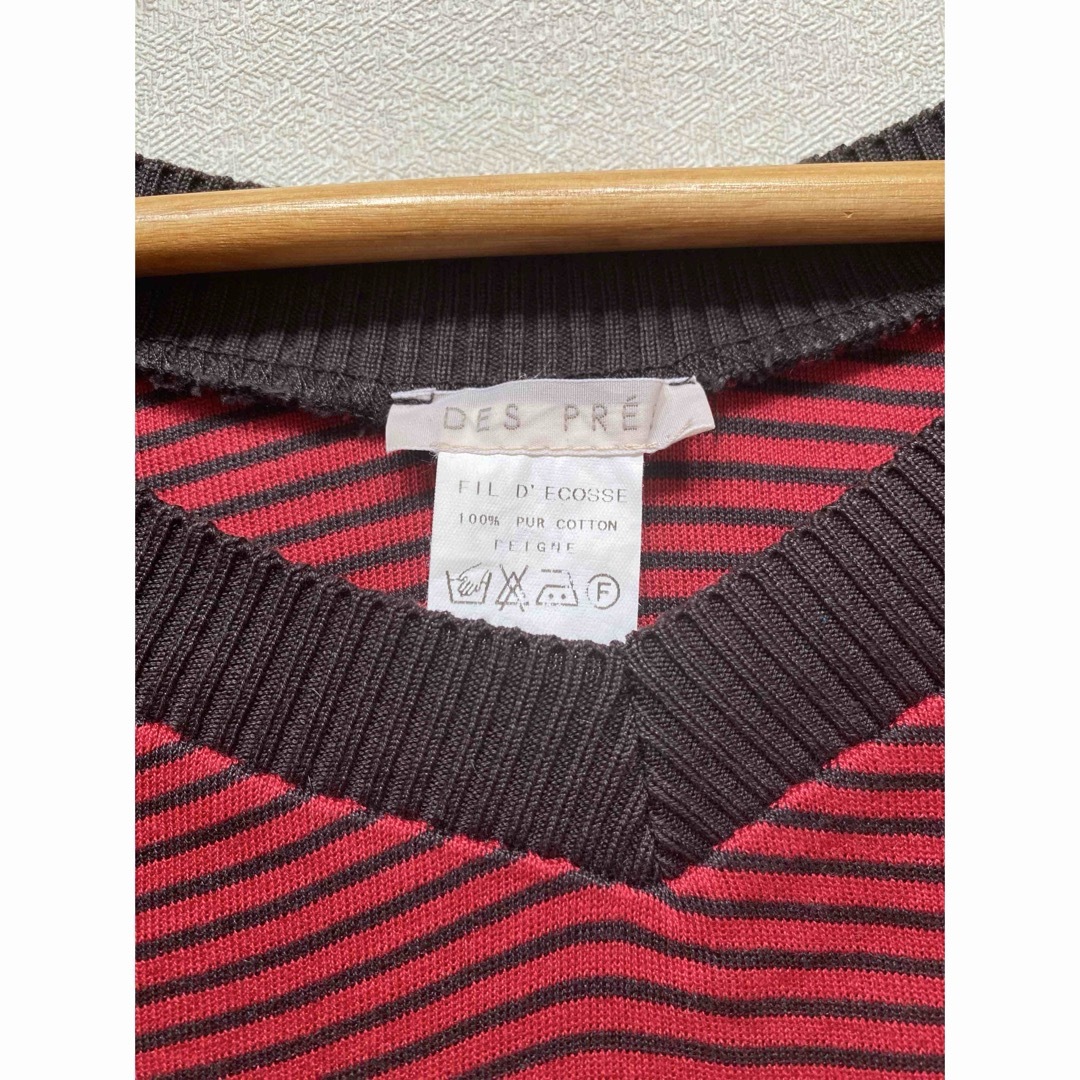 DES PRÉ
FIL D' ECOSSE
100% PUR COTTON
PEIGNE
F